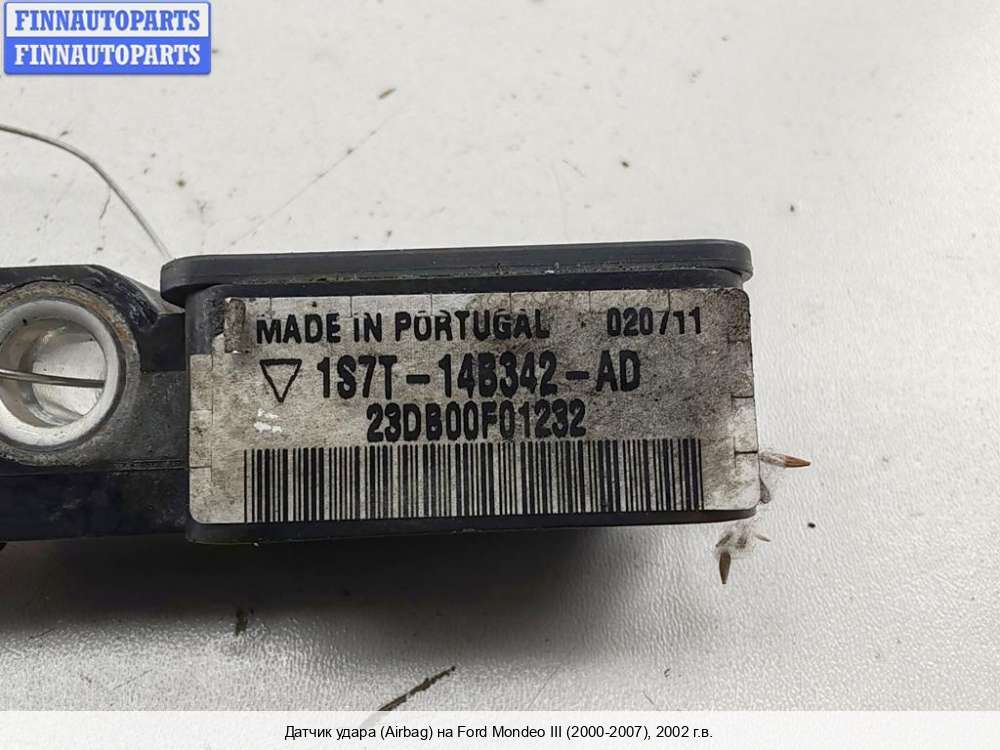 FINNAUTOPARTS
FINNAUTOPARTS
MADE IN PORTUGAL 020711
1S7T-14B342-AD
23DB00F01232
Датчик удара (Airbag) на Ford Mondeo III (2000-2007), 2002 г.в.